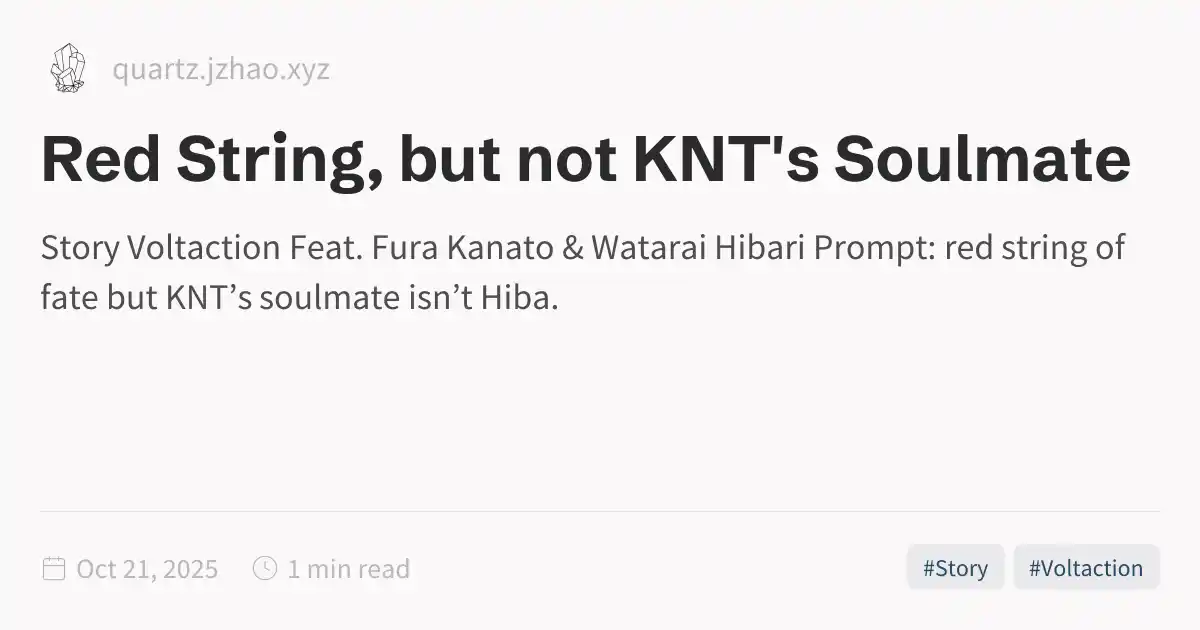 quartz.jzhao.xyz
Red String, but not KNT's Soulmate
Story Voltaction Feat. Fura Kanato & Watarai Hibari Prompt: red string of
fate but KNT’s soulmate isn’t Hiba.
Oct 21, 2025 1 min read #Story #Voltaction